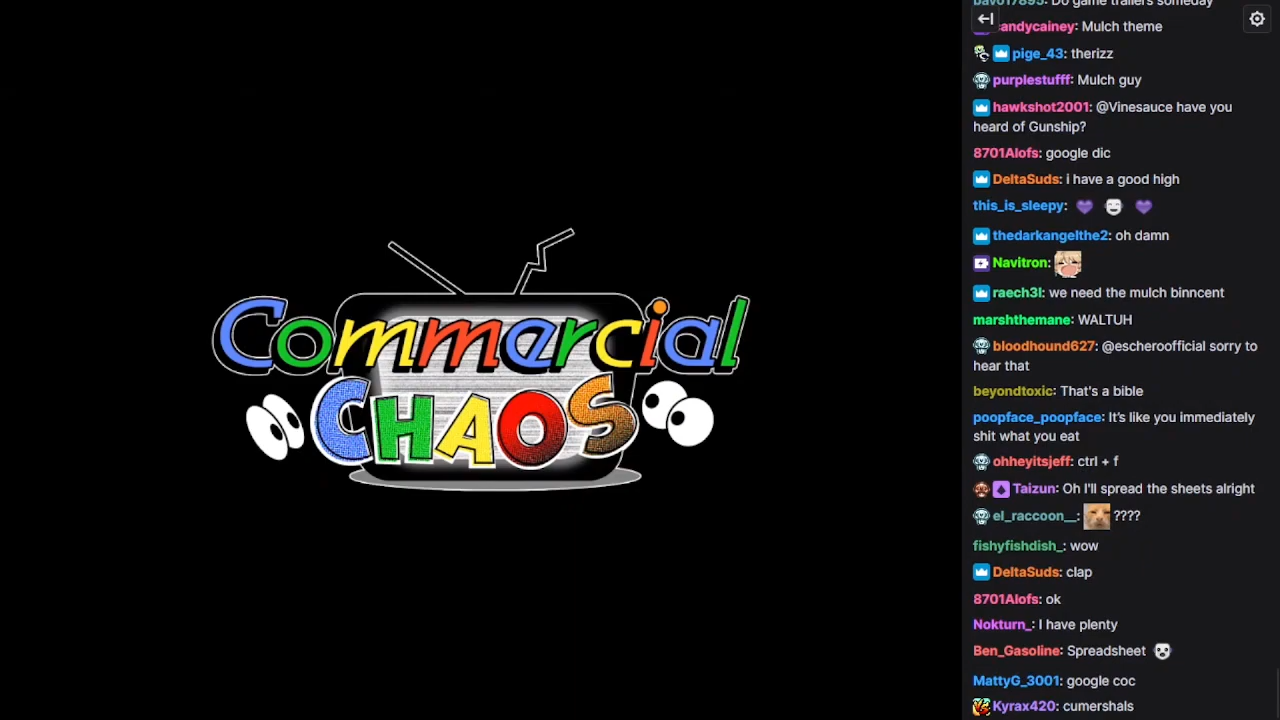 Commercial
CHAOS
bavo17895: Do game trailers someday
andycainey: Mulch theme
pige_43: therizz
purplestufff: Mulch guy
hawkshot2001: @Vinesauce have you
heard of Gunship?
8701Alofs: google dic
DeltaSuds: i have a good high
this_is_sleepy:
thedarkangelthe2: oh damn
Navitron:
raech3l: we need the mulch binncent
marshthemane: WALTUH
bloodhound627: @escheroofficial sorry to
hear that
beyondtoxic: That's a bible
poopface_poopface: It's like you immediately
shit what you eat
ohheyitsjeff: ctrl + f
Taizun: Oh I'll spread the sheets alright
el_raccoon__: ????
fishyfishdish_: wow
DeltaSuds: clap
8701Alofs: ok
Nokturn_: I have plenty
Ben_Gasoline: Spreadsheet
MattyG_3001: google coc
Kyrax420: cumershals